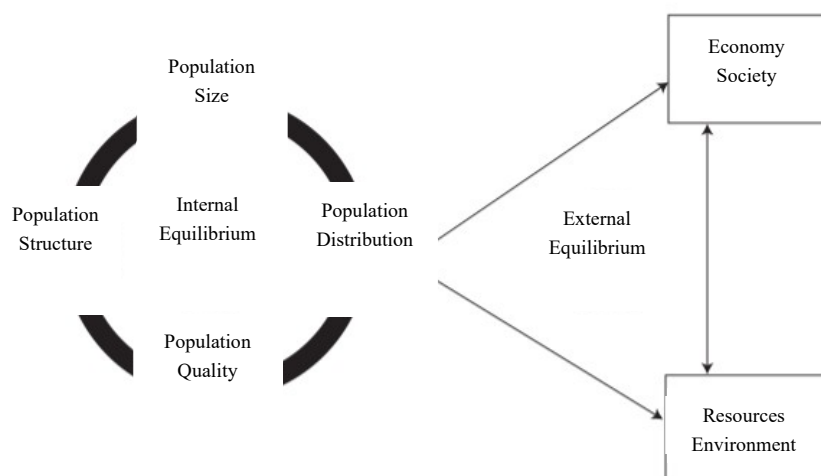 Population
Size
Population
Structure
Internal
Equilibrium
Population
Distribution
Population
Quality
External
Equilibrium
Economy
Society
Resources
Environment